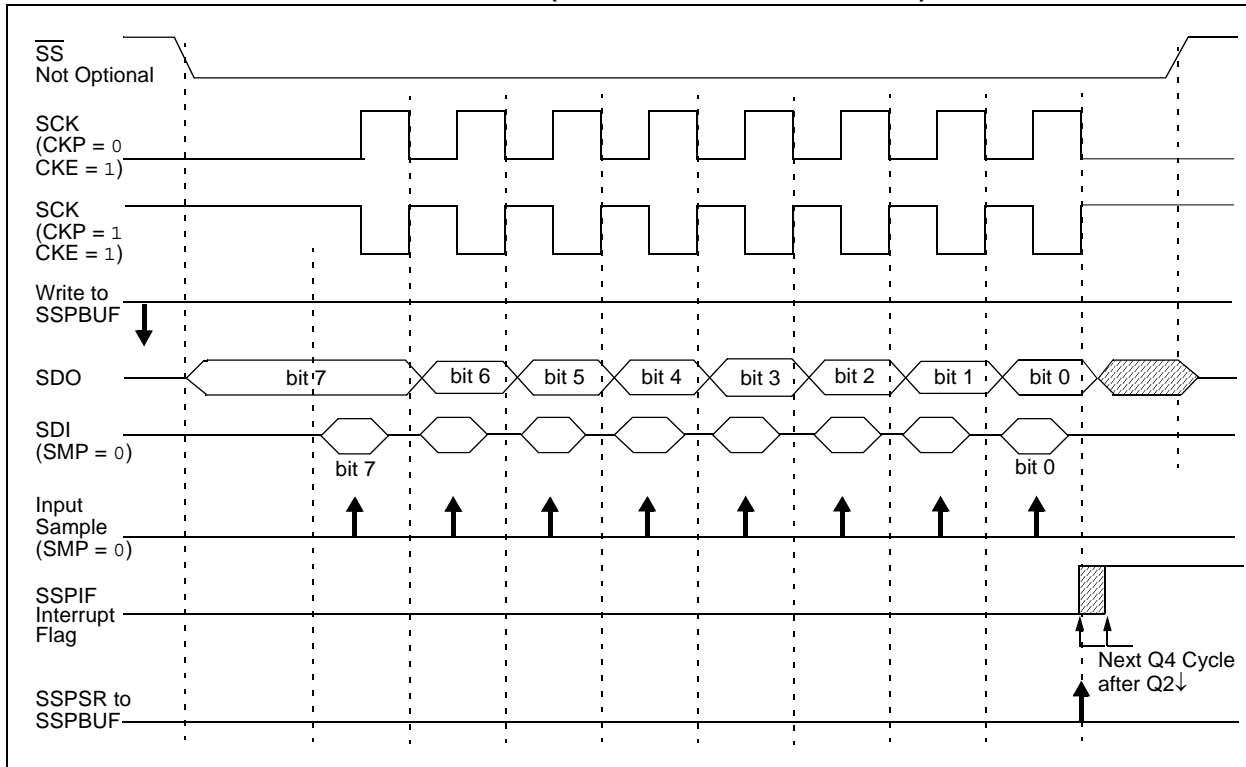 SS
Not Optional
SCK
(CKP = 0
CKE = 1)
SCK
(CKP = 1
CKE = 1)
Write to
SSPBUF
SDO
bit 7
bit 6
bit 5
bit 4
bit 3
bit 2
bit 1
bit 0
SDI
(SMP = 0)
bit 7
bit 0
Input
Sample
(SMP = 0)
SSPIF
Interrupt
Flag
Next Q4 Cycle
after Q2↓
SSPSR to
SSPBUF